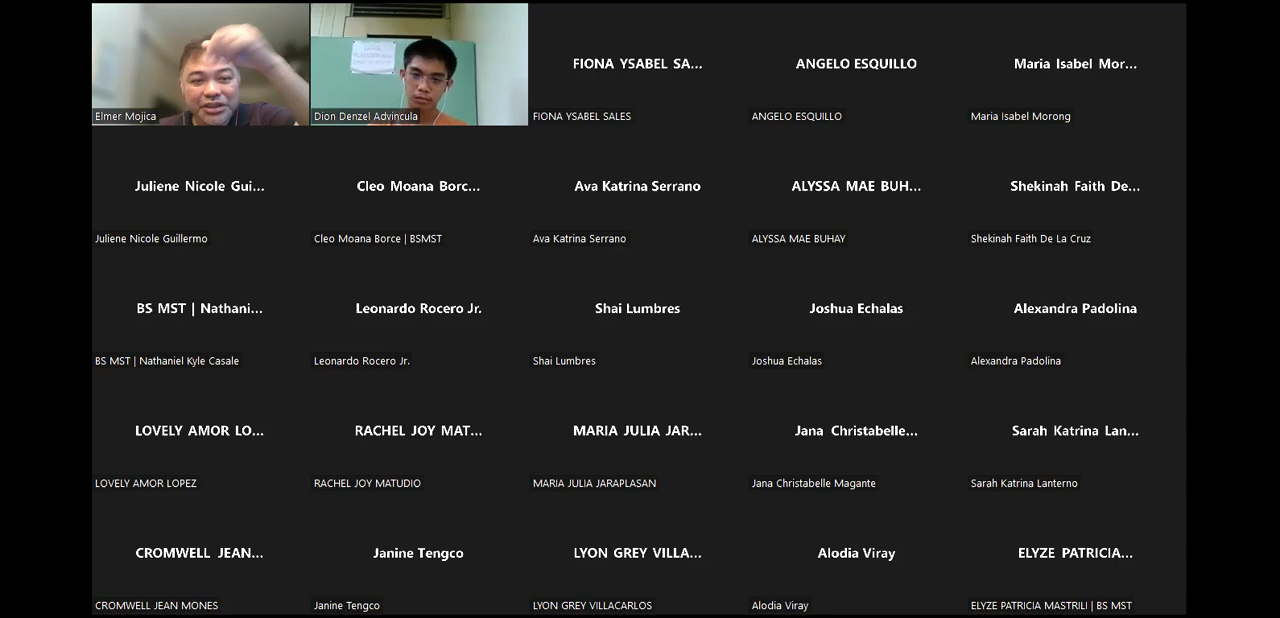 Elmer Mojica
Dion Denzel Advincula
FIONA YSABEL SA...
FIONA YSABEL SALES
ANGELO ESQUILLO
ANGELO ESQUILLO
Maria Isabel Mor...
Maria Isabel Morong
Juliene Nicole Gui...
Juliene Nicole Guillermo
Cleo Moana Borc...
Cleo Moana Borce | BSMST
Ava Katrina Serrano
Ava Katrina Serrano
ALYSSA MAE BUH...
ALYSSA MAE BUHAY
Shekinah Faith De...
Shekinah Faith De La Cruz
BS MST | Nathani...
BS MST | Nathaniel Kyle Casale
Leonardo Rocero Jr.
Leonardo Rocero Jr.
Shai Lumbres
Shai Lumbres
Joshua Echalas
Joshua Echalas
Alexandra Padolina
Alexandra Padolina
LOVELY AMOR LO...
LOVELY AMOR LOPEZ
RACHEL JOY MAT...
RACHEL JOY MATUDIO
MARIA JULIA JAR...
MARIA JULIA JARAPLASAN
Jana Christabelle...
Jana Christabelle Magante
Sarah Katrina Lan...
Sarah Katrina Lanterno
CROMWELL JEAN...
CROMWELL JEAN MONES
Janine Tengco
Janine Tengco
LYON GREY VILLA...
LYON GREY VILLACARLOS
Alodia Viray
Alodia Viray
ELYZE PATRICIA...
ELYZE PATRICIA MASTRILI | BS MST